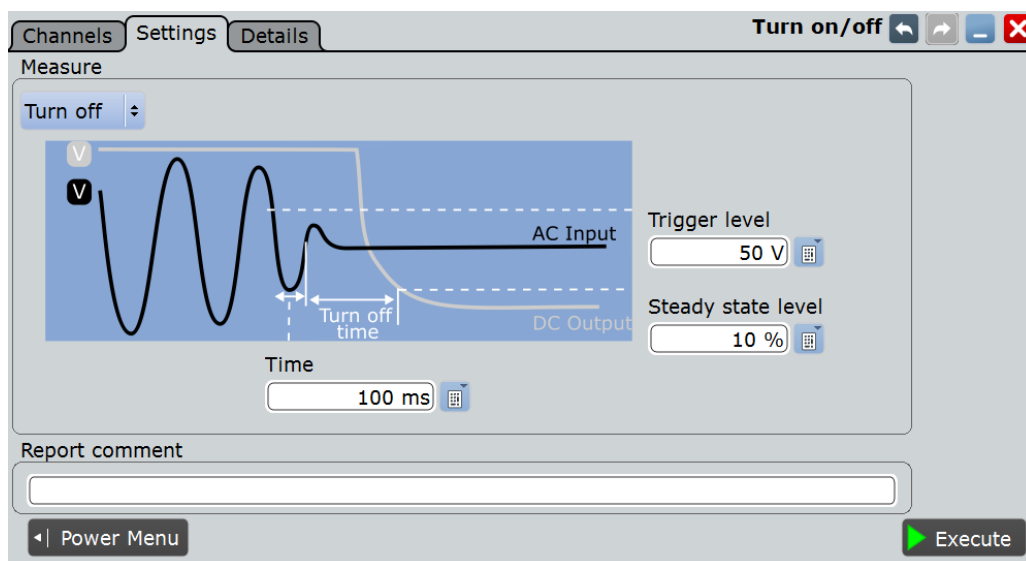 Channels Settings Details Turn on/off
Measure
Turn off
V
V
AC Input
Trigger level
50 V
Turn off
time
DC Output
Steady state level
10 %
Time
100 ms
Report comment
Power Menu Execute